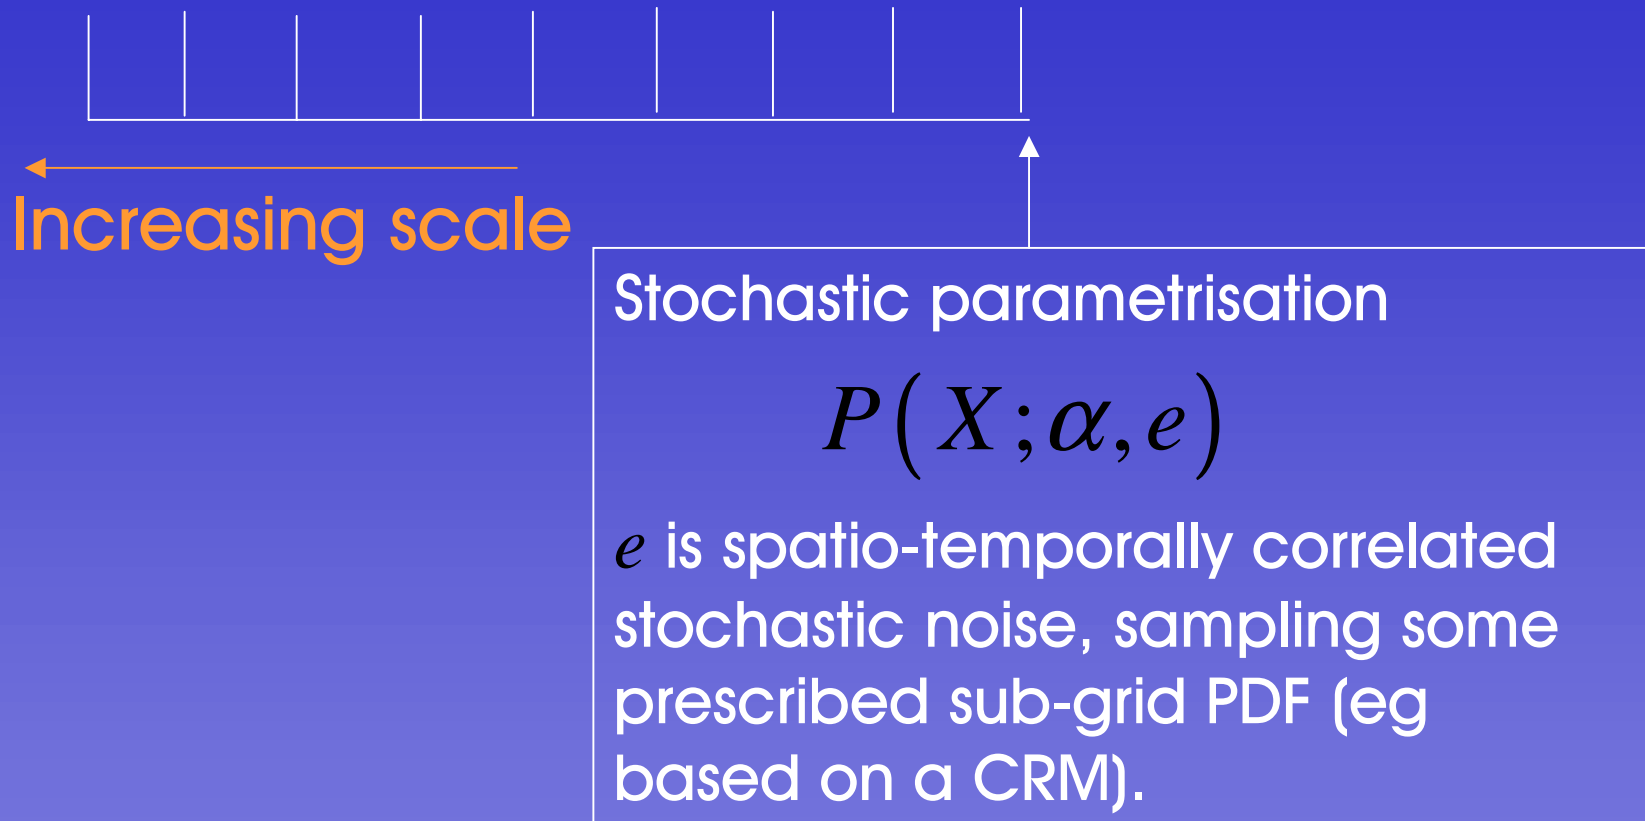 Increasing scale
Stochastic parametrisation
P(X;α,e)
e is spatio-temporally correlated
stochastic noise, sampling some
prescribed sub-grid PDF (eg
based on a CRM).